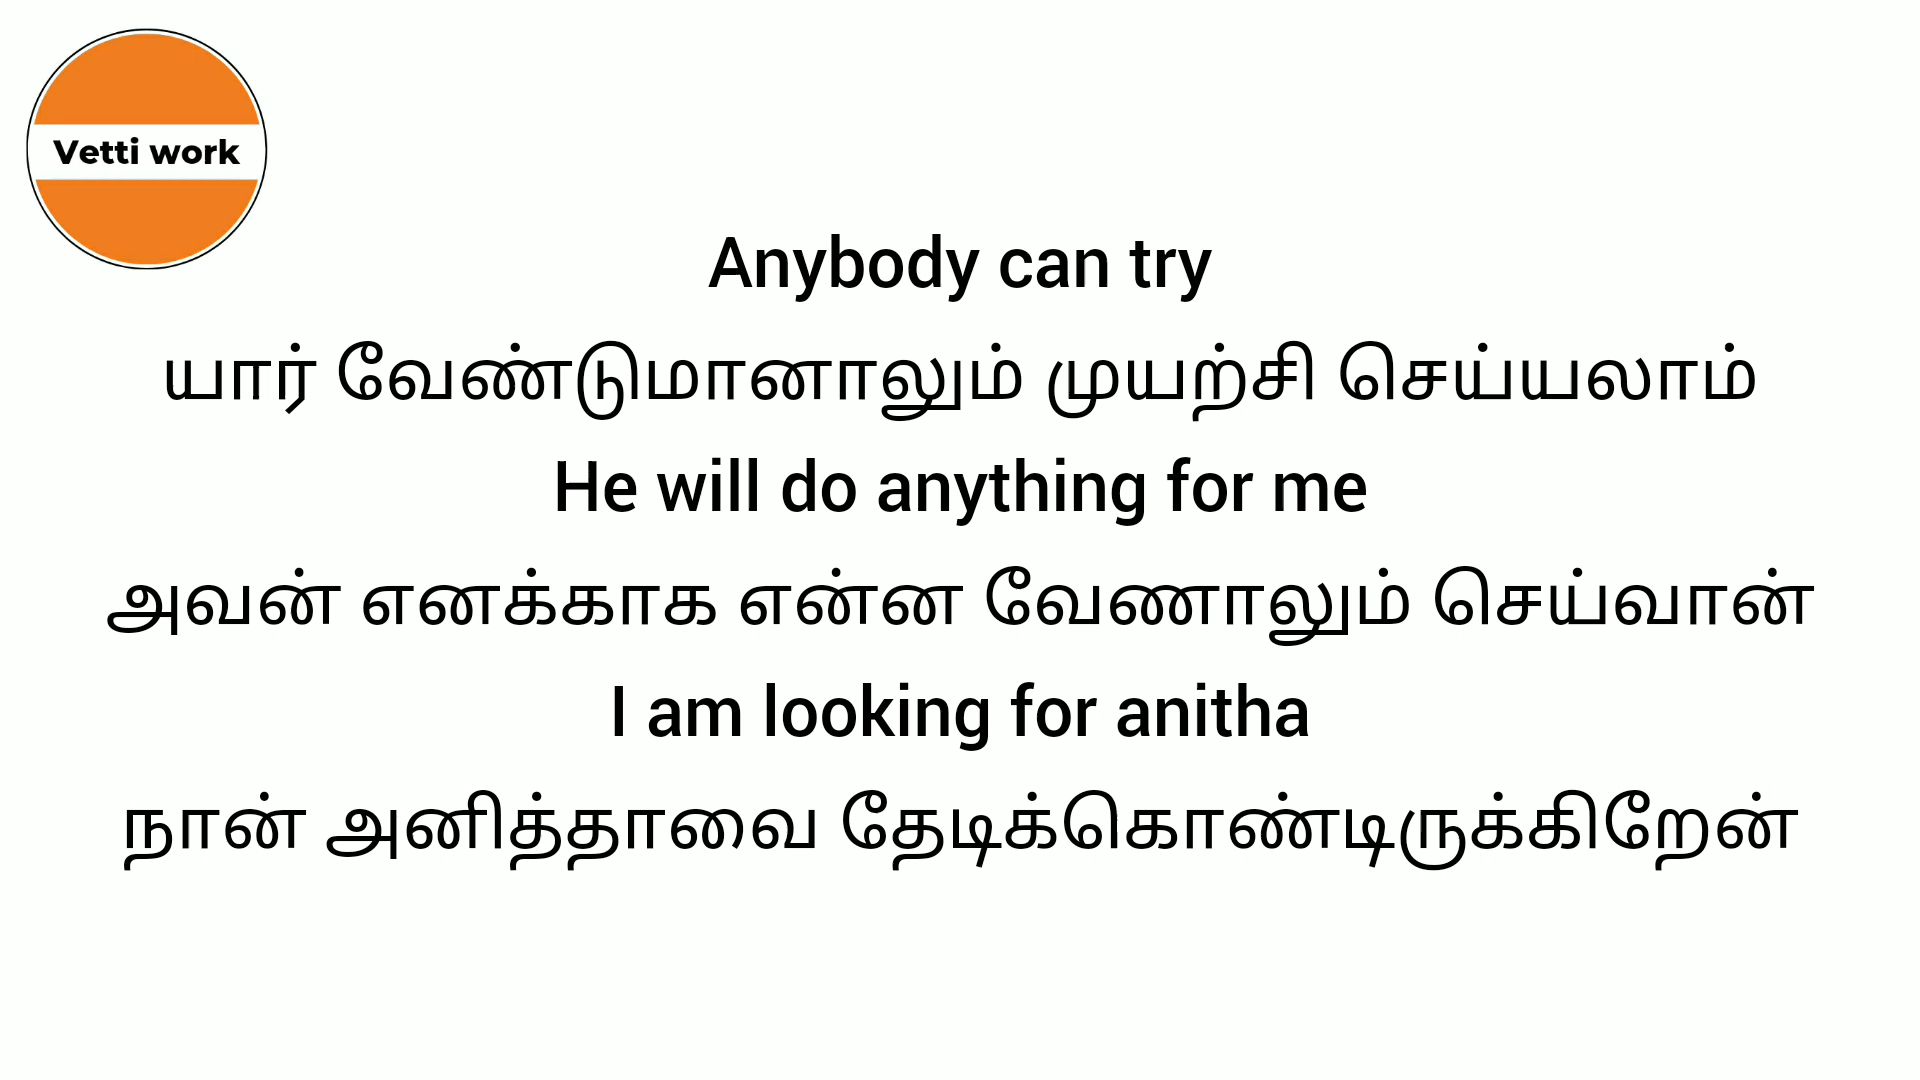 Vetti work
Anybody can try
யார் வேண்டுமானாலும் முயற்சி செய்யலாம்
He will do anything for me
அவன் எனக்காக என்ன வேணாலும் செய்வான்
I am looking for anitha
நான் அனித்தாவை தேடிக்கொண்டிருக்கிறேன்